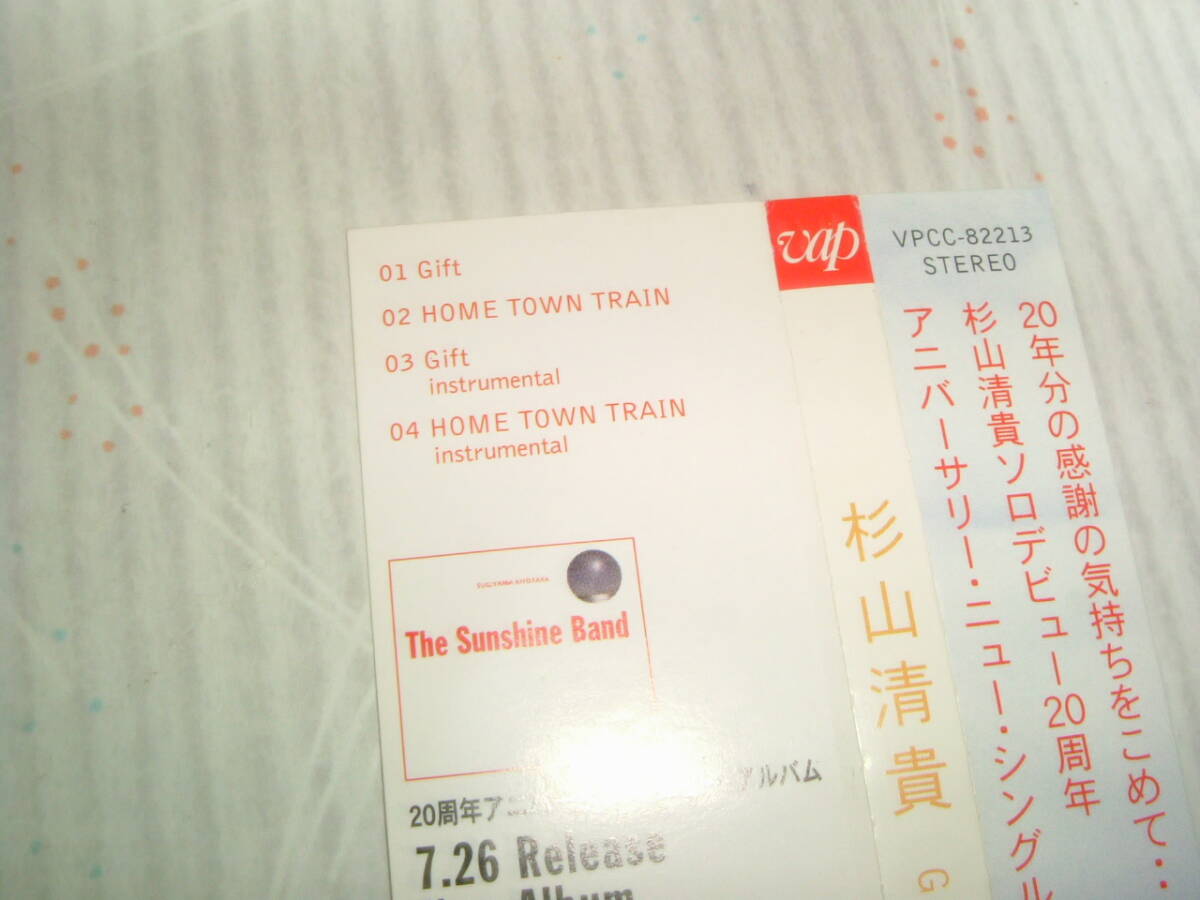 01 Gift
02 HOME TOWN TRAIN
03 Gift
instrumental
04 HOME TOWN TRAIN
instrumental
SUGIYAMA KIYOTAKA
The Sunshine Band
20周年アニ
アルバム
7.26 Release
Album
vap
杉山清貴 G
VPCC-82213
STEREO
20年分の感謝の気持ちをこめて・・
杉山清貴ソロデビュー20周年
アニバーサリー・ニュー・シングル